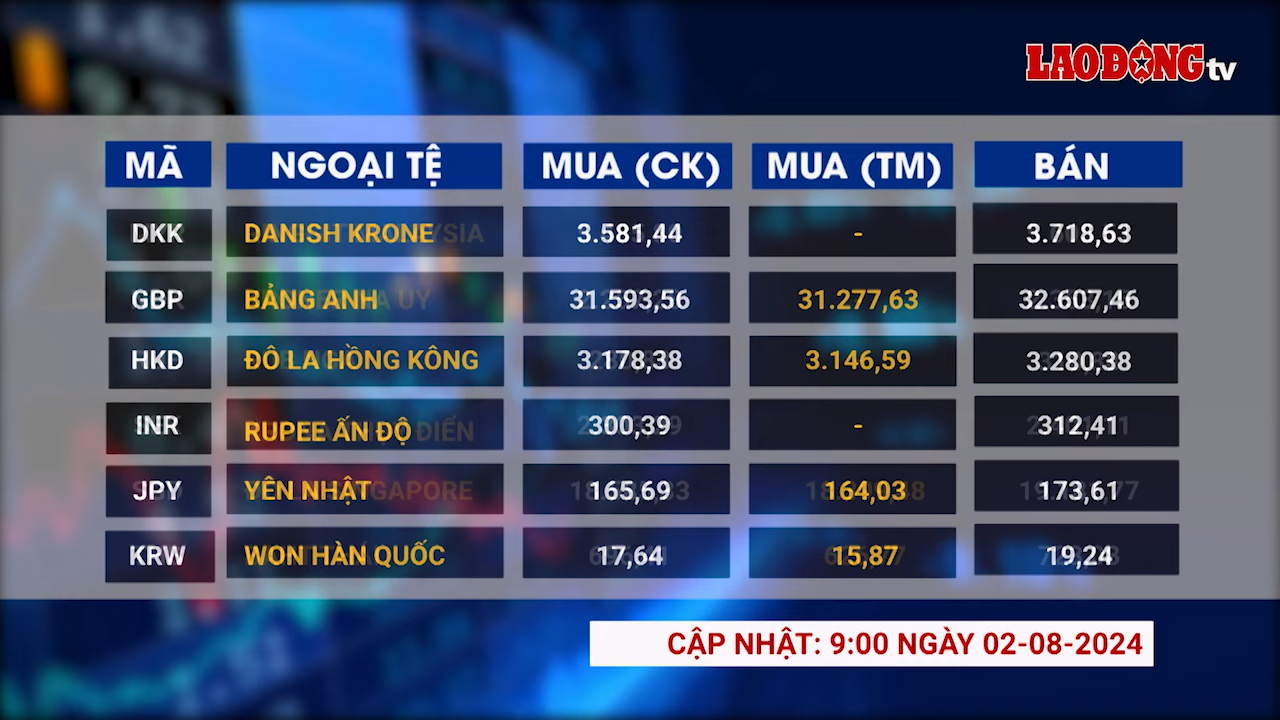 LAO ĐỘNG tv
MÃ NGOẠI TỆ MUA (CK) MUA (TM) BÁN
DKK DANISH KRONE 3.581,44 - 3.718,63
GBP BẢNG ANH 31.593,56 31.277,63 32.607,46
HKD ĐÔ LA HỒNG KÔNG 3.178,38 3.146,59 3.280,38
INR RUPEE ẤN ĐỘ 300,39 - 312,41
JPY YÊN NHẬT 165,69 164,03 173,61
KRW WON HÀN QUỐC 17,64 15,87 19,24
CẬP NHẬT: 9:00 NGÀY 02-08-2024